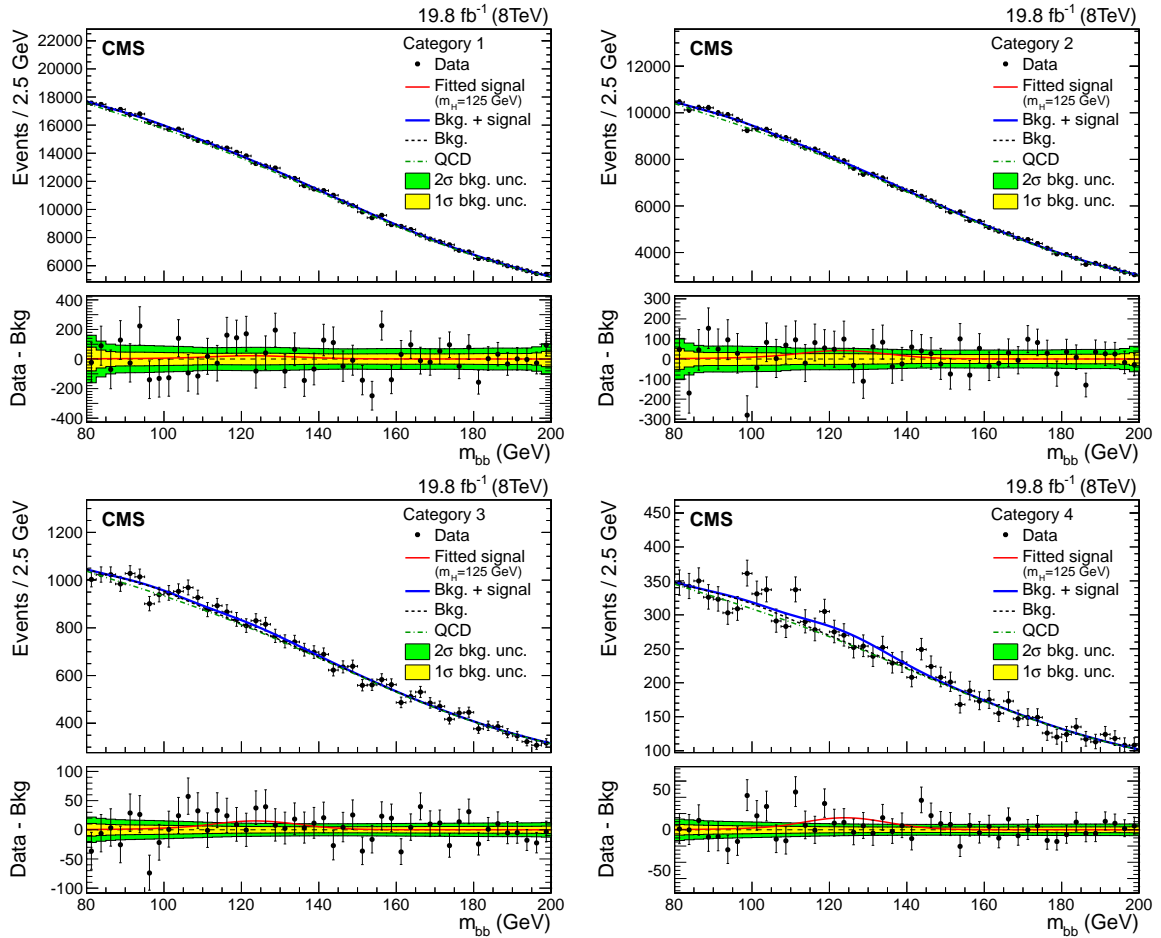 19.8 fb⁻¹ (8TeV)
CMS
Category 1
Data
Fitted signal
(m_H=125 GeV)
Bkg. + signal
Bkg.
QCD
2σ bkg. unc.
1σ bkg. unc.
Events / 2.5 GeV
22000
20000
18000
16000
14000
12000
10000
8000
6000
Data - Bkg
400
200
0
-200
-400
80 100 120 140 160 180 200
m_bb (GeV)
19.8 fb⁻¹ (8TeV)
CMS
Category 2
Data
Fitted signal
(m_H=125 GeV)
Bkg. + signal
Bkg.
QCD
2σ bkg. unc.
1σ bkg. unc.
Events / 2.5 GeV
12000
10000
8000
6000
4000
Data - Bkg
300
200
100
0
-100
-200
-300
80 100 120 140 160 180 200
m_bb (GeV)
19.8 fb⁻¹ (8TeV)
CMS
Category 3
Data
Fitted signal
(m_H=125 GeV)
Bkg. + signal
Bkg.
QCD
2σ bkg. unc.
1σ bkg. unc.
Events / 2.5 GeV
1200
1000
800
600
400
Data - Bkg
100
50
0
-50
-100
80 100 120 140 160 180 200
m_bb (GeV)
19.8 fb⁻¹ (8TeV)
CMS
Category 4
Data
Fitted signal
(m_H=125 GeV)
Bkg. + signal
Bkg.
QCD
2σ bkg. unc.
1σ bkg. unc.
Events / 2.5 GeV
450
400
350
300
250
200
150
100
Data - Bkg
50
0
-50
80 100 120 140 160 180 200
m_bb (GeV)